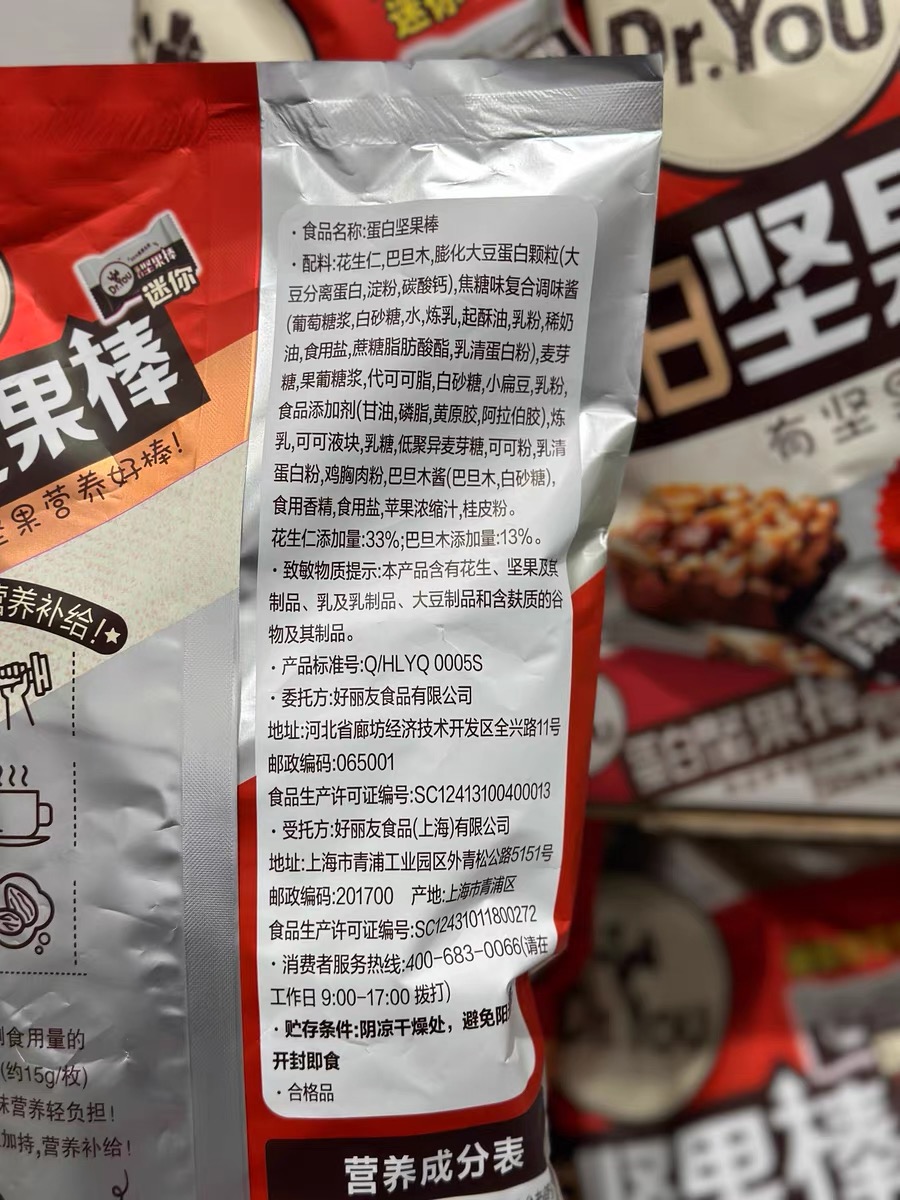 迷你
Dr.You
Dr.You
坚果棒
迷你
果棒
坚果营养好棒!
营养补给!
食用量的
(约15g/枚)
味营养轻负担!
加持,营养补给!
·食品名称:蛋白坚果棒
·配料:花生仁,巴旦木,膨化大豆蛋白颗粒(大
豆分离蛋白,淀粉,碳酸钙),焦糖味复合调味酱
(葡萄糖浆,白砂糖,水,炼乳,起酥油,乳粉,稀奶
油,食用盐,蔗糖脂肪酸酯,乳清蛋白粉),麦芽
糖,果葡糖浆,代可可脂,白砂糖,小扁豆,乳粉,
食品添加剂(甘油,磷脂,黄原胶,阿拉伯胶),炼
乳,可可液块,乳糖,低聚异麦芽糖,可可粉,乳清
蛋白粉,鸡胸肉粉,巴旦木酱(巴旦木,白砂糖),
食用香精,食用盐,苹果浓缩汁,桂皮粉。
花生仁添加量:33%;巴旦木添加量:13%。
·致敏物质提示:本产品含有花生、坚果及其
制品、乳及乳制品、大豆制品和含麸质的谷
物及其制品。
·产品标准号:Q/HLYQ 0005S
·委托方:好丽友食品有限公司
地址:河北省廊坊经济技术开发区全兴路11号
邮政编码:065001
食品生产许可证编号:SC12413100400013
·受托方:好丽友食品(上海)有限公司
地址:上海市青浦工业园区外青松公路5151号
邮政编码:201700 产地:上海市青浦区
食品生产许可证编号:SC12431011800272
·消费者服务热线:400-683-0066(请在
工作日 9:00-17:00 拨打)
·贮存条件:阴凉干燥处，避免阳
开封即食
·合格品
营养成分表
白坚果
有坚
蛋白坚果棒
Dr.You
坚果棒